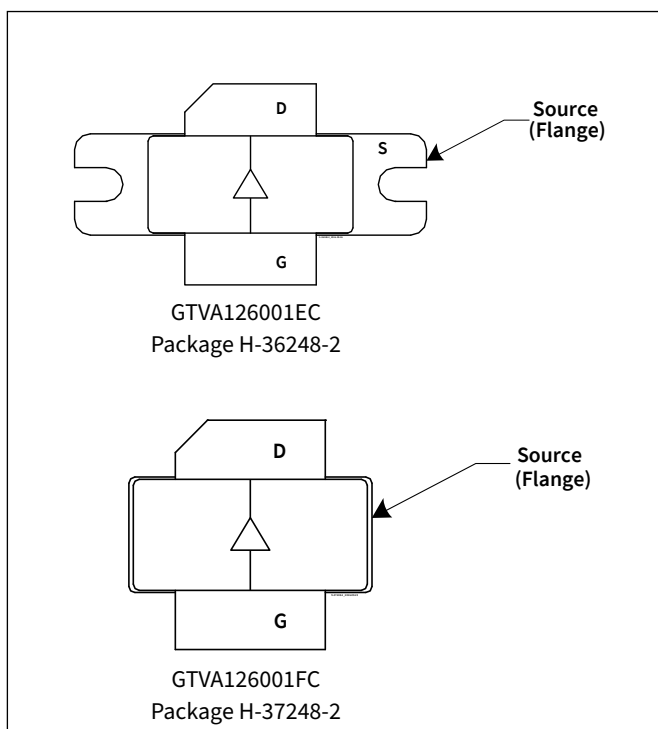 D
Source
(Flange)
S
G
GTVA126001EC
Package H-36248-2
D
Source
(Flange)
G
GTVA126001FC
Package H-37248-2